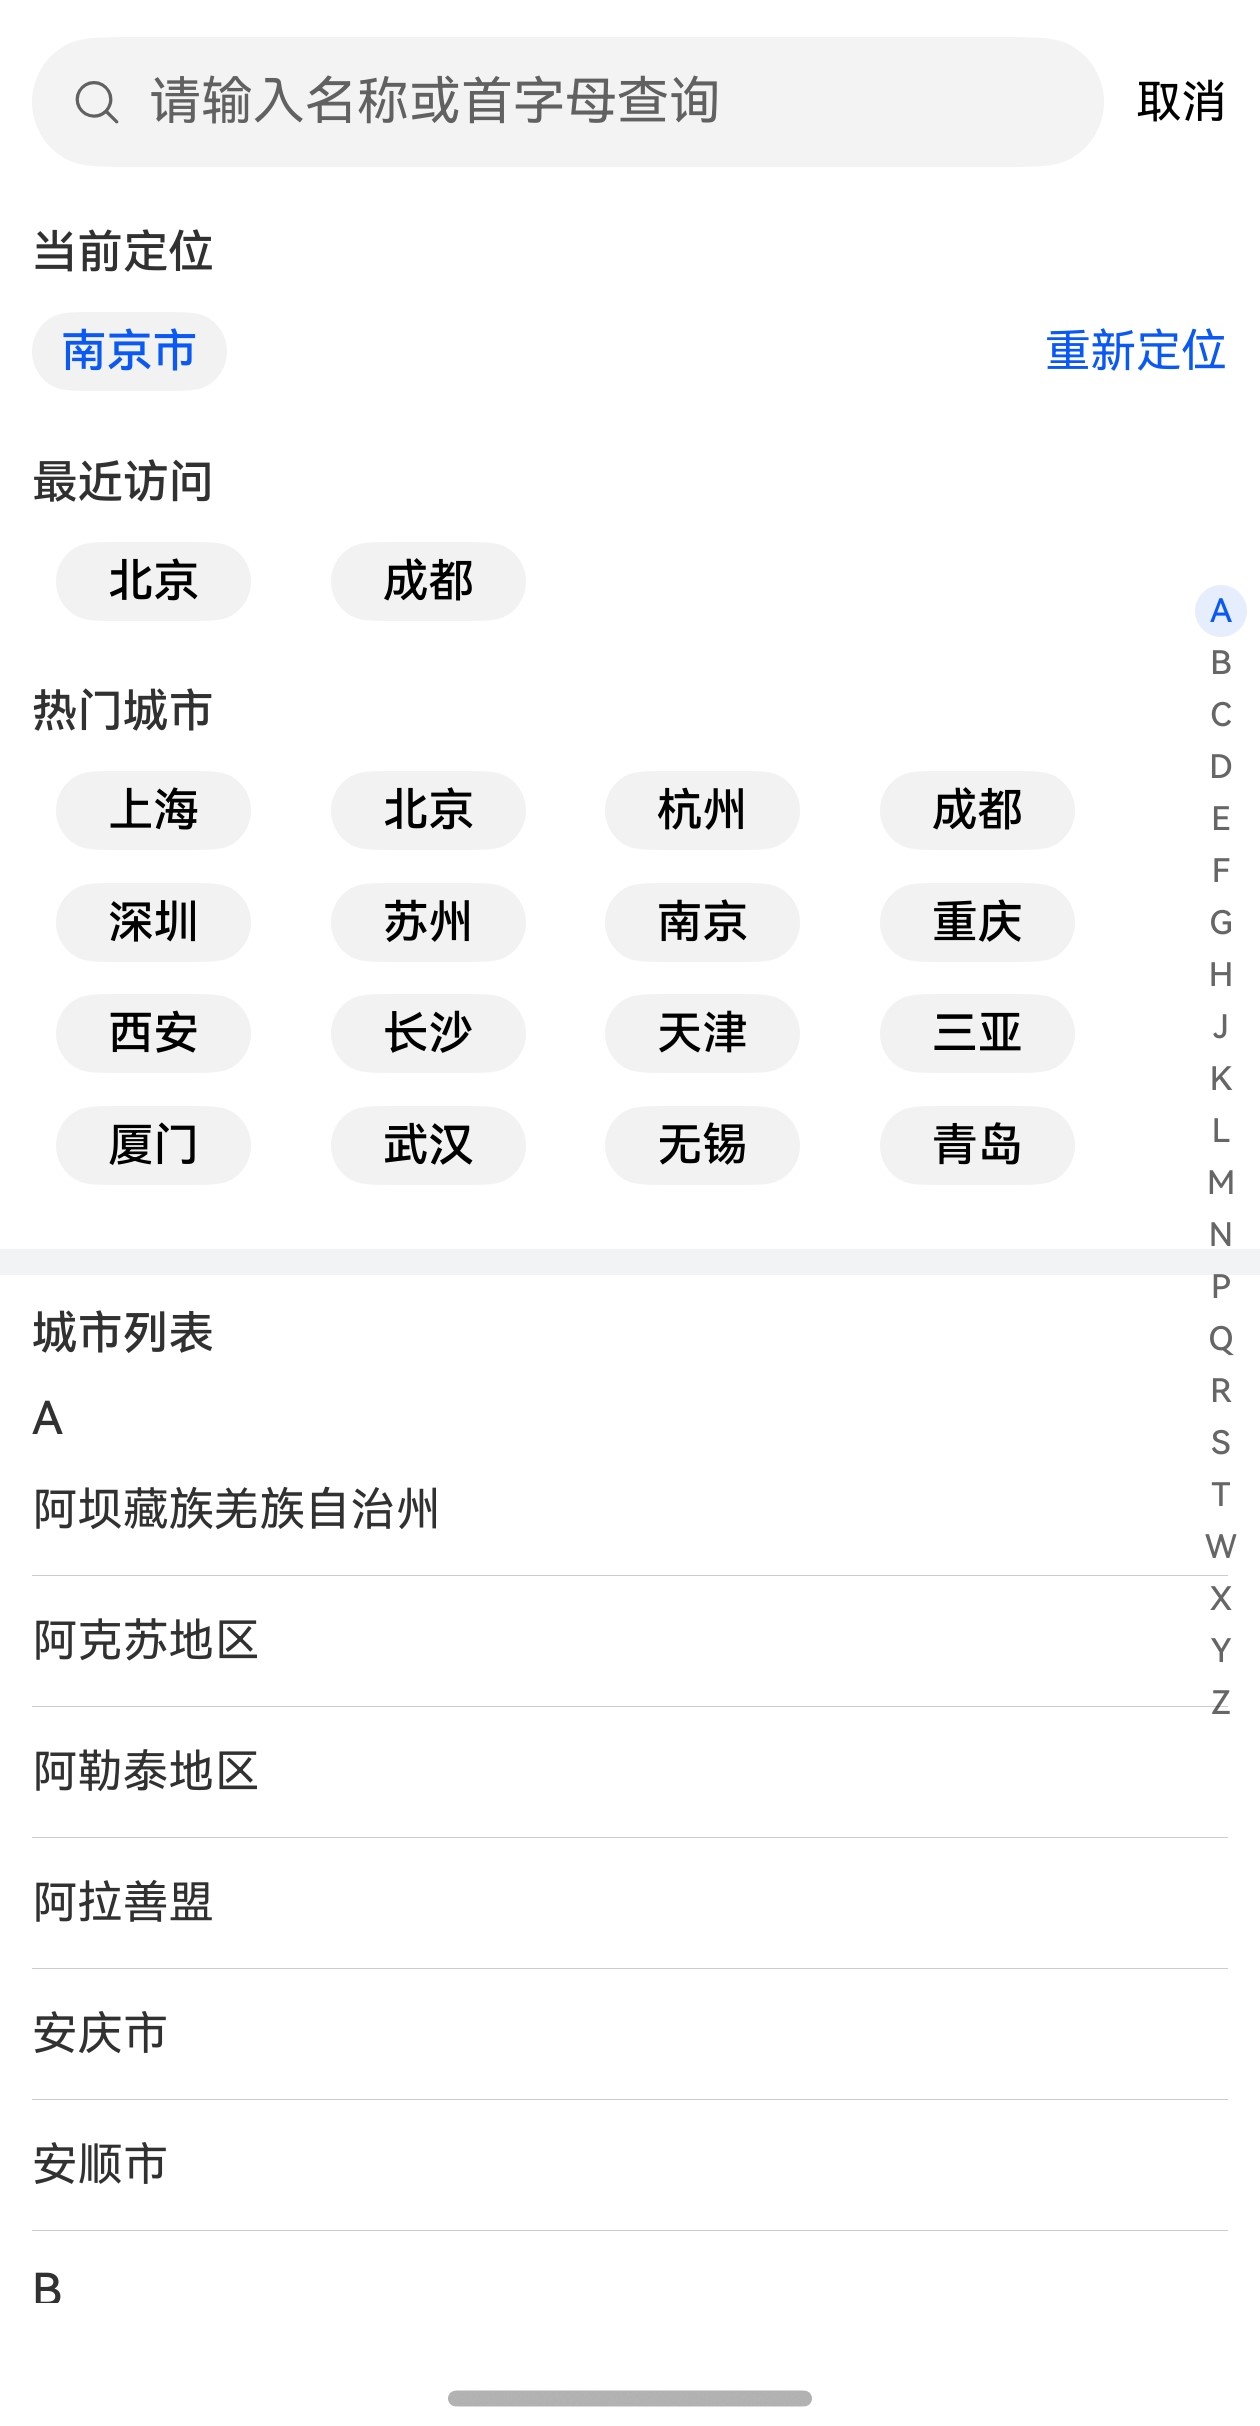 请输入名称或首字母查询 取消
当前定位
南京市 重新定位
最近访问
北京 成都
热门城市
上海 北京 杭州 成都
深圳 苏州 南京 重庆
西安 长沙 天津 三亚
厦门 武汉 无锡 青岛
城市列表
A
阿坝藏族羌族自治州
阿克苏地区
阿勒泰地区
阿拉善盟
安庆市
安顺市
B
A
B
C
D
E
F
G
H
J
K
L
M
N
P
Q
R
S
T
W
X
Y
Z